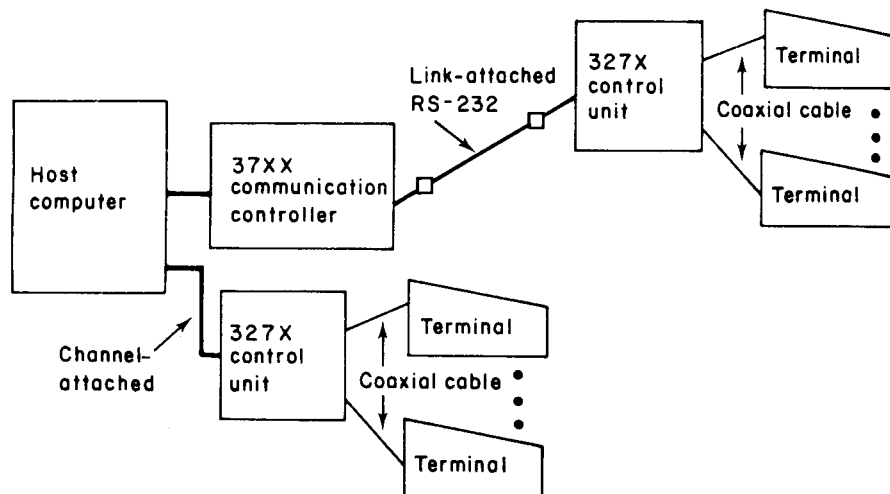 Host
computer
37XX
communication
controller
Link-attached
RS-232
327X
control
unit
Terminal
Coaxial cable
Terminal
Channel-
attached
327X
control
unit
Terminal
Coaxial cable
Terminal